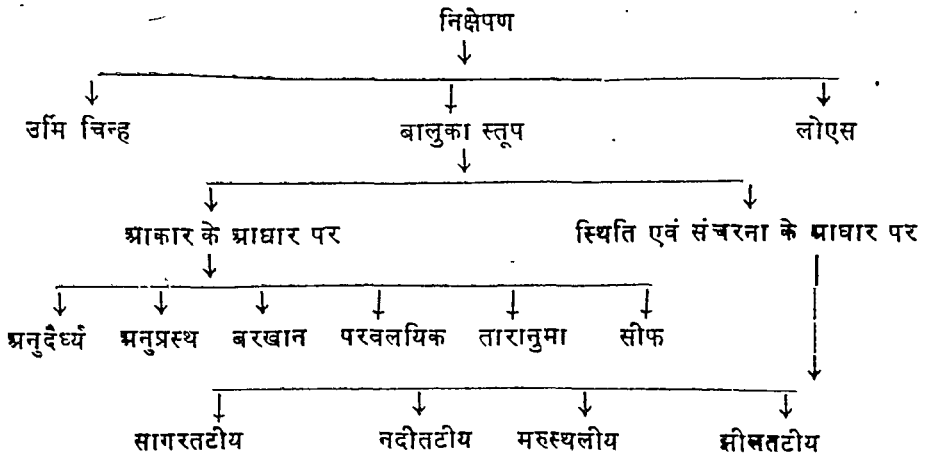 निक्षेपण
उर्मि चिन्ह बालुका स्तूप लोएस
आकार के आधार पर स्थिति एवं संचरना के आधार पर
अनुदैर्ध्य अनुप्रस्थ बरखान परवलयिक तारानुमा सीफ
सागरतटीय नदीतटीय मरुस्थलीय झीलतटीय